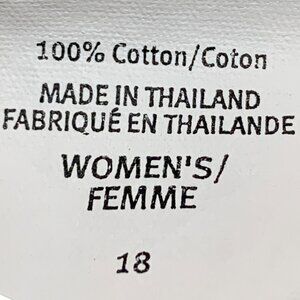 100% Cotton/Coton
MADE IN THAILAND
FABRIQUÉ EN THAILANDE
WOMEN'S/
FEMME
18